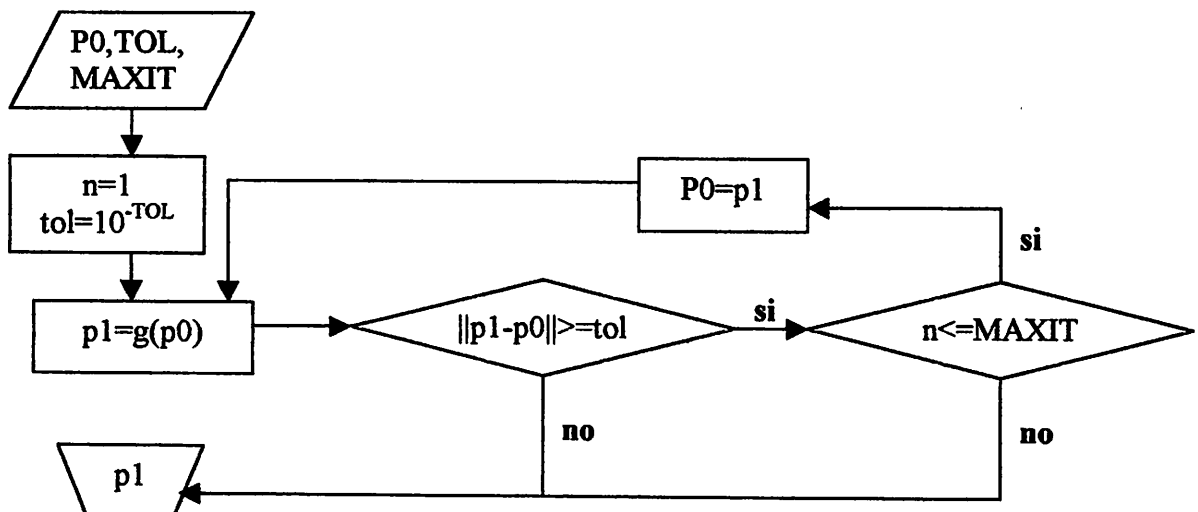 P0,TOL,
MAXIT
n=1
tol=10^-TOL
P0=p1
si
p1=g(p0)
||p1-p0||>=tol
si
n<=MAXIT
no
no
p1